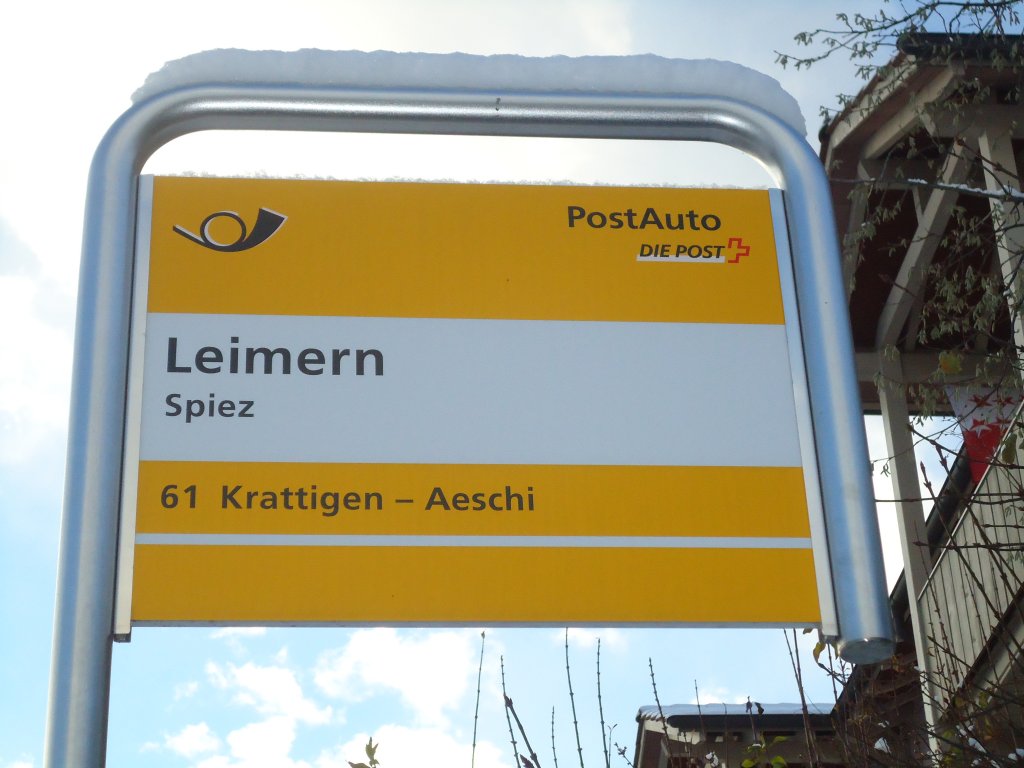 PostAuto
DIE POST
Leimern
Spiez
61 Krattigen – Aeschi